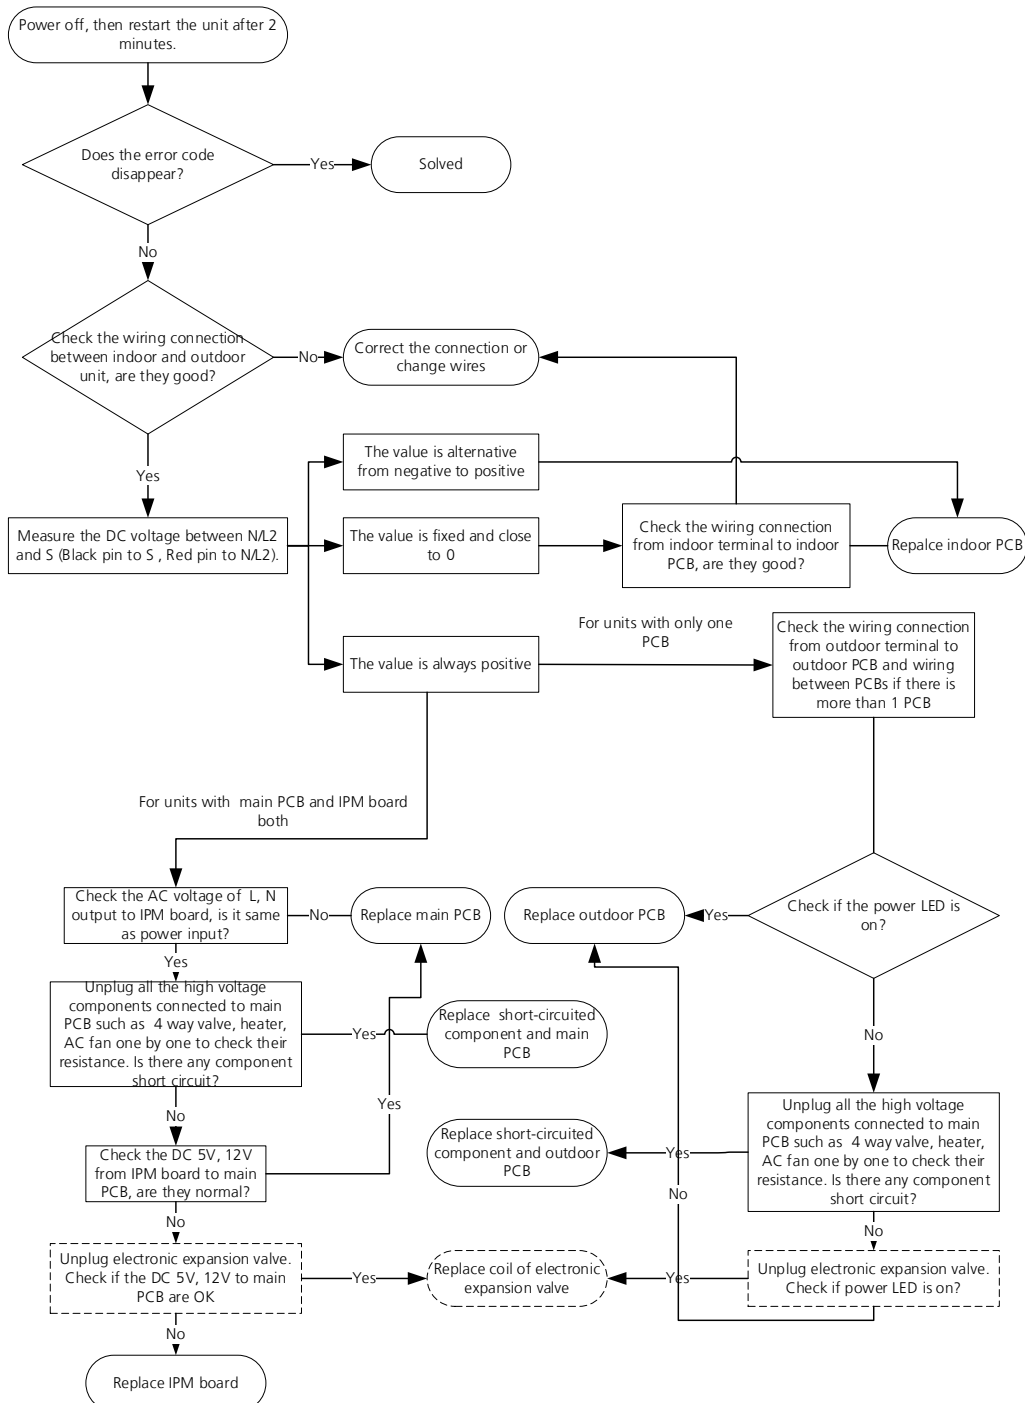 Power off, then restart the unit after 2
minutes.
Does the error code
disappear?
Yes
Solved
No
Check the wiring connection
between indoor and outdoor
unit, are they good?
No
Correct the connection or
change wires
Yes
The value is alternative
from negative to positive
Measure the DC voltage between N/L2
and S (Black pin to S , Red pin to N/L2).
The value is fixed and close
to 0
Check the wiring connection
from indoor terminal to indoor
PCB, are they good?
Repalce indoor PCB
The value is always positive
For units with only one
PCB
Check the wiring connection
from outdoor terminal to
outdoor PCB and wiring
between PCBs if there is
more than 1 PCB
For units with  main PCB and IPM board
both
Check the AC voltage of  L, N
output to IPM board, is it same
as power input?
No
Replace main PCB
Replace outdoor PCB
Yes
Check if the power LED is
on?
Yes
Unplug all the high voltage
components connected to main
PCB such as  4 way valve, heater,
AC fan one by one to check their
resistance. Is there any component
short circuit?
Yes
Replace  short-circuited
component and main
PCB
No
No
Yes
Check the DC 5V, 12V
from IPM board to main
PCB, are they normal?
Replace short-circuited
component and outdoor
PCB
Yes
Unplug all the high voltage
components connected to main
PCB such as  4 way valve, heater,
AC fan one by one to check their
resistance. Is there any component
short circuit?
No
No
No
Unplug electronic expansion valve.
Check if the DC 5V, 12V to main
PCB are OK
Yes
Replace coil of electronic
expansion valve
Yes
Unplug electronic expansion valve.
Check if power LED is on?
No
Replace IPM board